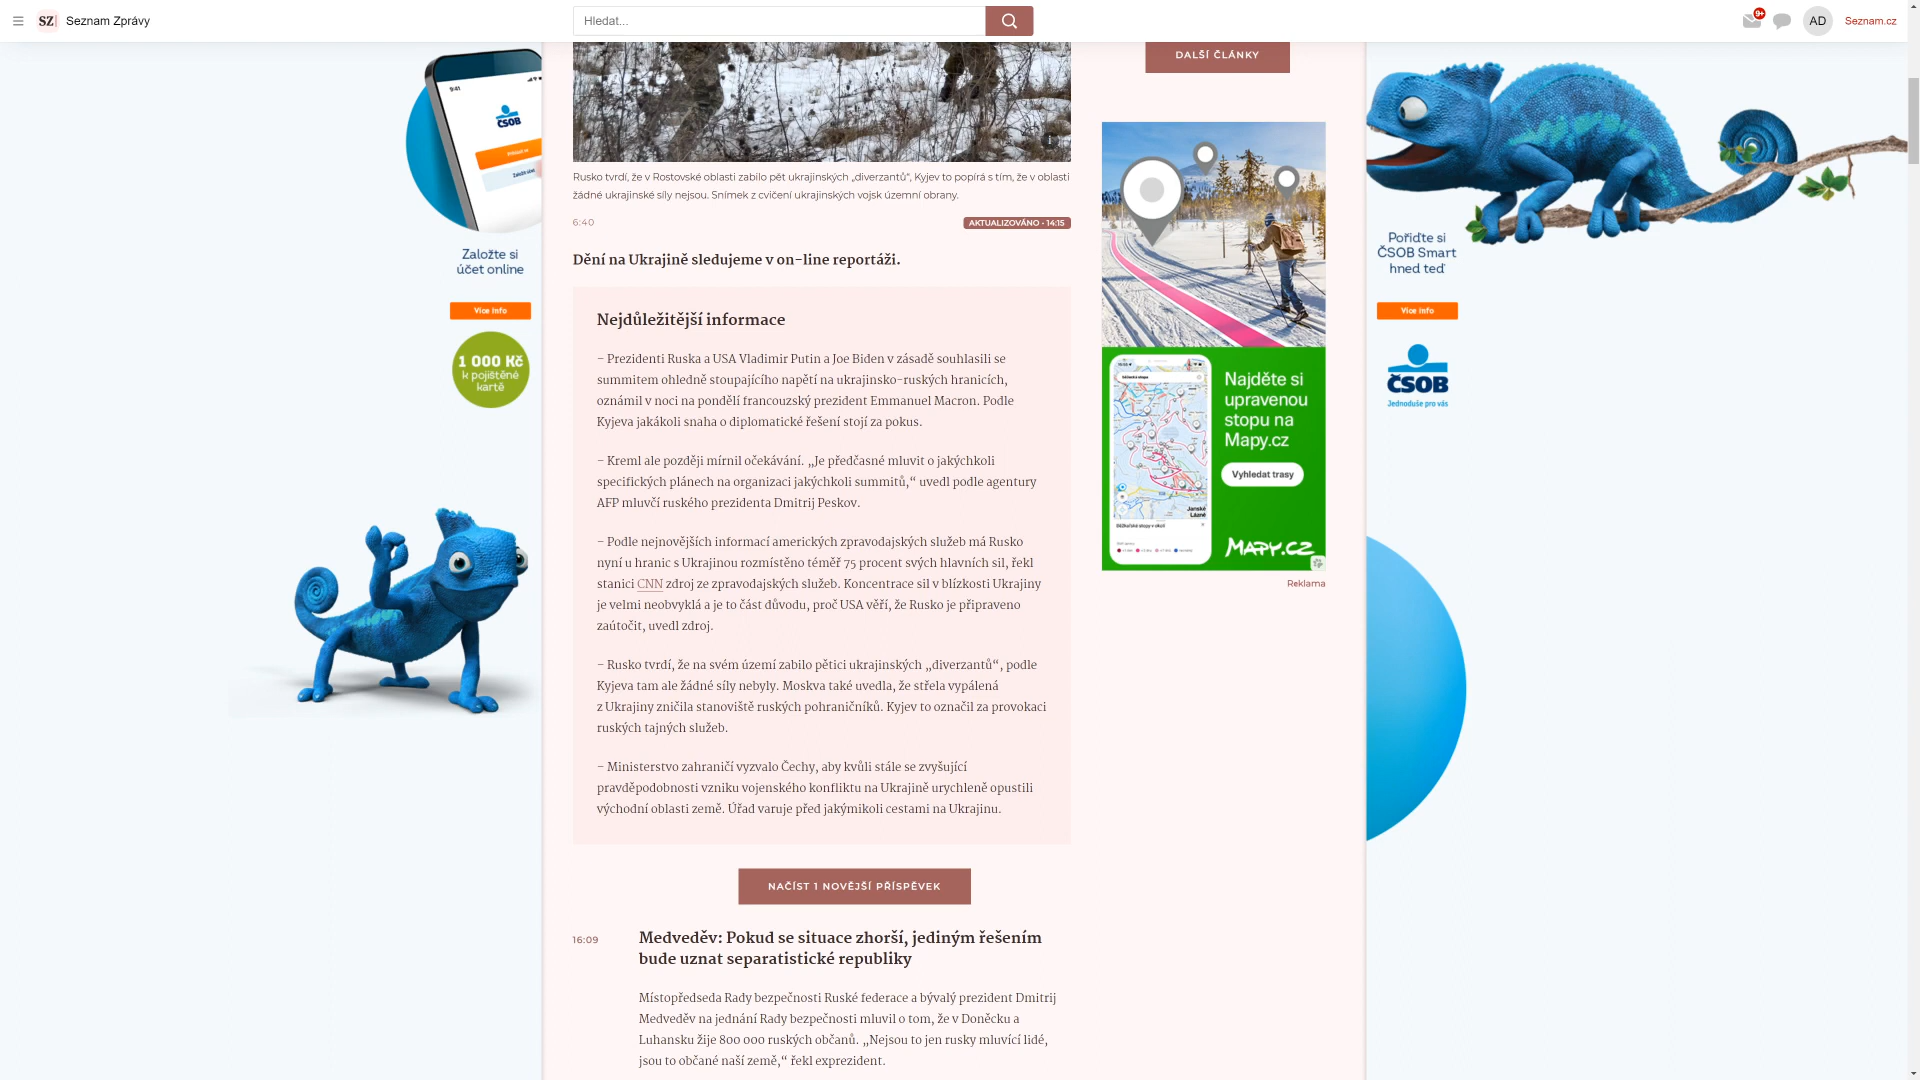 SZ Seznam Zprávy
Hledat...
9+
AD
Seznam.cz
DALŠÍ ČLÁNKY
9:41
ČSOB
Založte si
účet online
Více info
1 000 Kč
k pojištěné
kartě
Rusko tvrdí, že v Rostovské oblasti zabilo pět ukrajinských „diverzantů“, Kyjev to popírá s tím, že v oblasti
žádné ukrajinské síly nejsou. Snímek z cvičení ukrajinských vojsk územní obrany.
6:40
AKTUALIZOVÁNO • 14:15
Dění na Ukrajině sledujeme v on-line reportáži.
Nejdůležitější informace
– Prezidenti Ruska a USA Vladimir Putin a Joe Biden v zásadě souhlasili se
summitem ohledně stoupajícího napětí na ukrajinsko-ruských hranicích,
oznámil v noci na pondělí francouzský prezident Emmanuel Macron. Podle
Kyjeva jakákoli snaha o diplomatické řešení stojí za pokus.
– Kreml ale později mírnil očekávání. „Je předčasné mluvit o jakýchkoli
specifických plánech na organizaci jakýchkoli summitů,“ uvedl podle agentury
AFP mluvčí ruského prezidenta Dmitrij Peskov.
– Podle nejnovějších informací amerických zpravodajských služeb má Rusko
nyní u hranic s Ukrajinou rozmístěno téměř 75 procent svých hlavních sil, řekl
stanici CNN zdroj ze zpravodajských služeb. Koncentrace sil v blízkosti Ukrajiny
je velmi neobvyklá a je to část důvodu, proč USA věří, že Rusko je připraveno
zaútočit, uvedl zdroj.
– Rusko tvrdí, že na svém území zabilo pětici ukrajinských „diverzantů“, podle
Kyjeva tam ale žádné síly nebyly. Moskva také uvedla, že střela vypálená
z Ukrajiny zničila stanoviště ruských pohraničníků. Kyjev to označil za provokaci
ruských tajných služeb.
– Ministerstvo zahraničí vyzvalo Čechy, aby kvůli stále se zvyšující
pravděpodobnosti vzniku vojenského konfliktu na Ukrajině urychleně opustili
východní oblasti země. Úřad varuje před jakýmikoli cestami na Ukrajinu.
NAČÍST 1 NOVĚJŠÍ PŘÍSPĚVEK
16:09
Medveděv: Pokud se situace zhorší, jediným řešením
bude uznat separatistické republiky
Místopředseda Rady bezpečnosti Ruské federace a bývalý prezident Dmitrij
Medveděv na jednání Rady bezpečnosti mluvil o tom, že v Doněcku a
Luhansku žije 800 000 ruských občanů. „Nejsou to jen rusky mluvící lidé,
jsou to občané naší země,“ řekl exprezident.
Najděte si
upravenou
stopu na
Mapy.cz
Vyhledat trasy
Janské
Lázně
Běžkařské stopy v okolí
MAPY.CZ
Reklama
Pořiďte si
ČSOB Smart
hned teď
Více info
ČSOB
Jednoduše pro vás